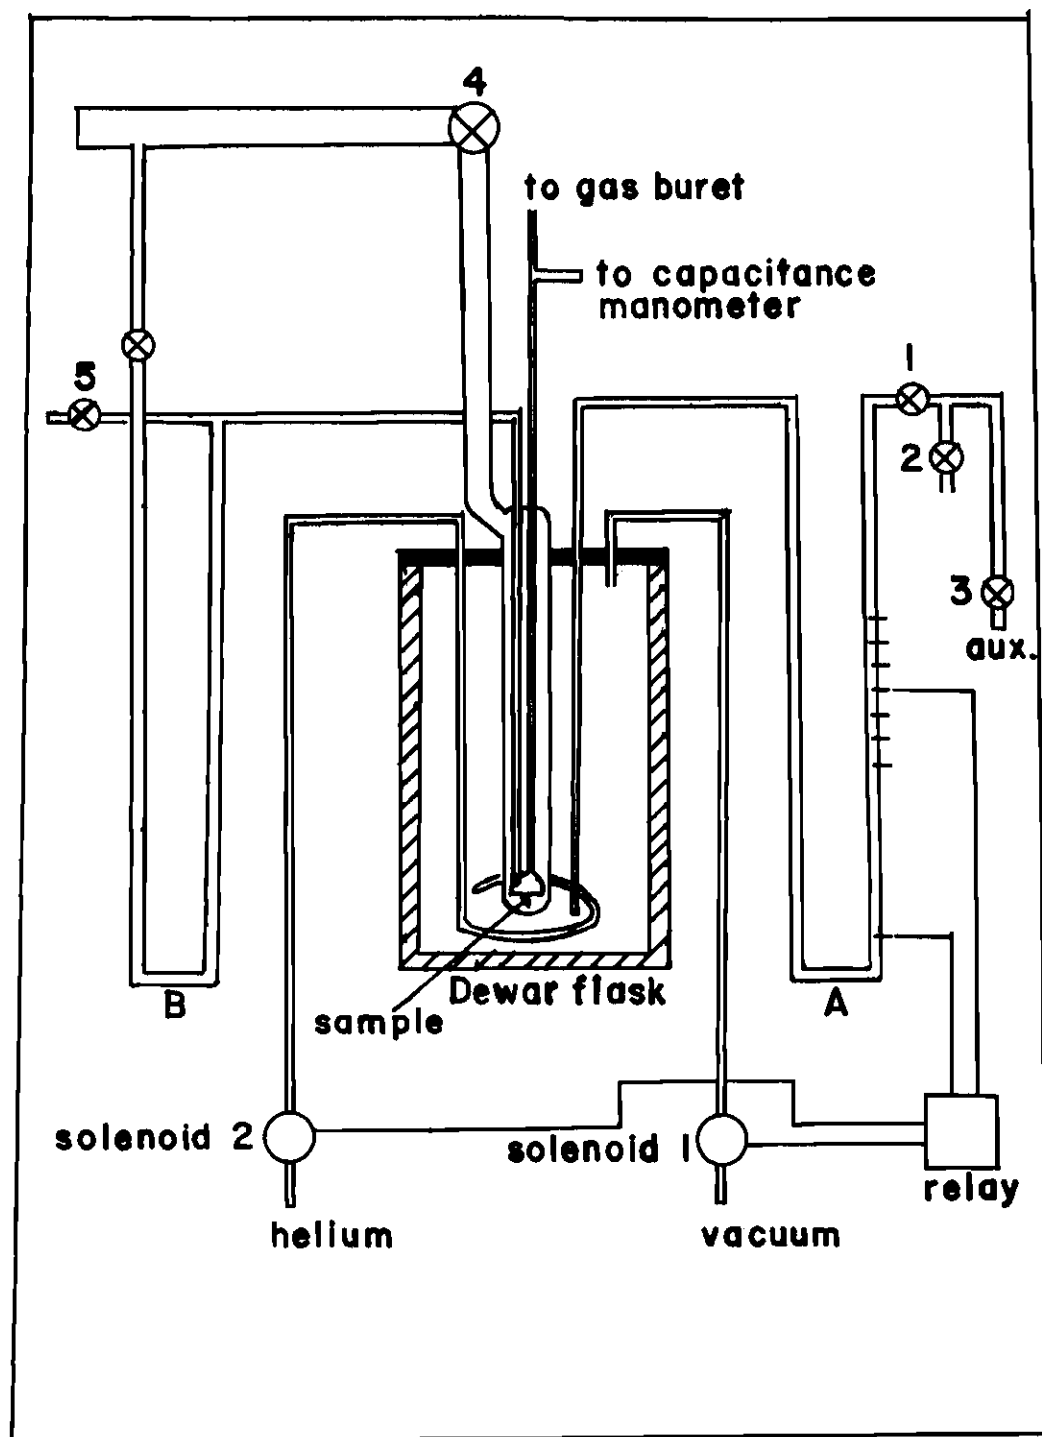 4
to gas buret
to capacitance
manometer
1
5
2
3
aux.
B
Dewar flask
A
sample
solenoid 2
solenoid 1
relay
helium
vacuum